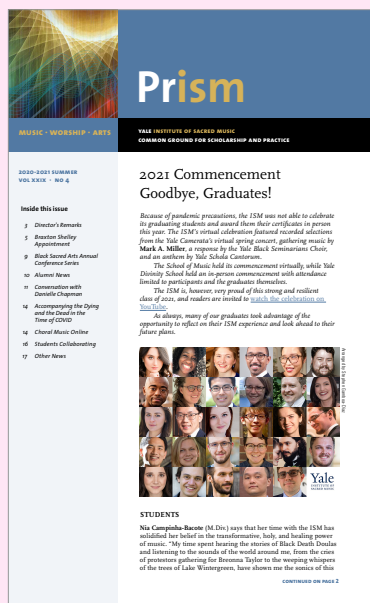 Prism
MUSIC • WORSHIP • ARTS
YALE INSTITUTE OF SACRED MUSIC
COMMON GROUND FOR SCHOLARSHIP AND PRACTICE
2020–2021 SUMMER
VOL XXIX • NO 4
Inside this issue
3 Director's Remarks
5 Braxton Shelley
Appointment
9 Black Sacred Arts Annual
Conference Series
10 Alumni News
11 Conversation with
Danielle Chapman
14 Accompanying the Dying
and the Dead in the
Time of COVID
14 Choral Music Online
16 Students Collaborating
17 Other News
2021 Commencement
Goodbye, Graduates!
Because of pandemic precautions, the ISM was not able to celebrate
its graduating students and award them their certificates in person
this year. The ISM's virtual celebration featured recorded selections
from the Yale Camerata's virtual spring concert, gathering music by
Mark A. Miller, a response by the Yale Black Seminarians Choir,
and an anthem by Yale Schola Cantorum.
The School of Music held its commencement virtually, while Yale
Divinity School held an in-person commencement with attendance
limited to participants and the graduates themselves.
The ISM is, however, very proud of this strong and resilient
class of 2021, and readers are invited to watch the celebration on
YouTube.
As always, many of our graduates took advantage of the
opportunity to reflect on their ISM experience and look ahead to their
future plans.
Yale
INSTITUTE OF
SACRED MUSIC
STUDENTS
Nia Campinha-Bacote (M.Div.) says that her time with the ISM has
solidified her belief in the transformative, holy, and healing power
of music. "My time spent hearing the stories of Black Death Doulas
and listening to the sounds of the world around me, from the cries
of protestors gathering for Breonna Taylor to the weeping whispers
of the trees of Lake Wintergreen, have shown me the sonics of this
CONTINUED ON PAGE 2